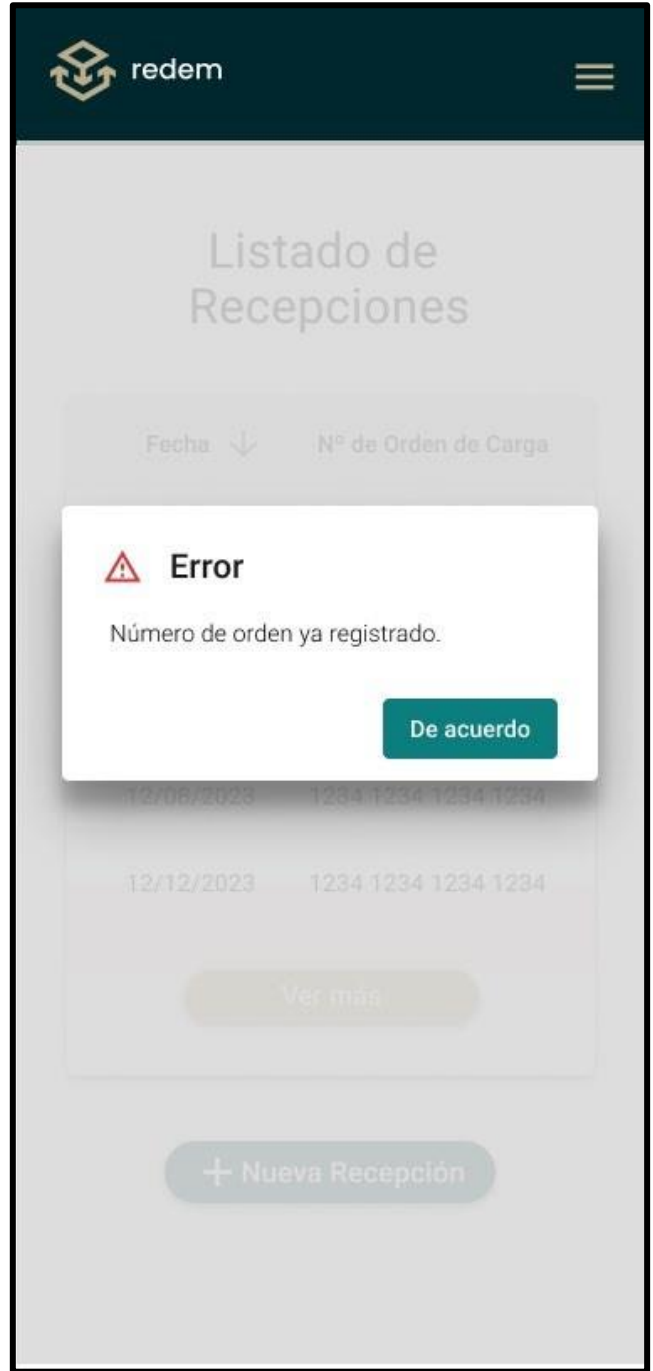 redem
Listado de
Recepciones
Fecha Nº de Orden de Carga
Error
Número de orden ya registrado.
De acuerdo
12/08/2023 1234 1234 1234 1234
12/12/2023 1234 1234 1234 1234
Ver más
+ Nueva Recepción